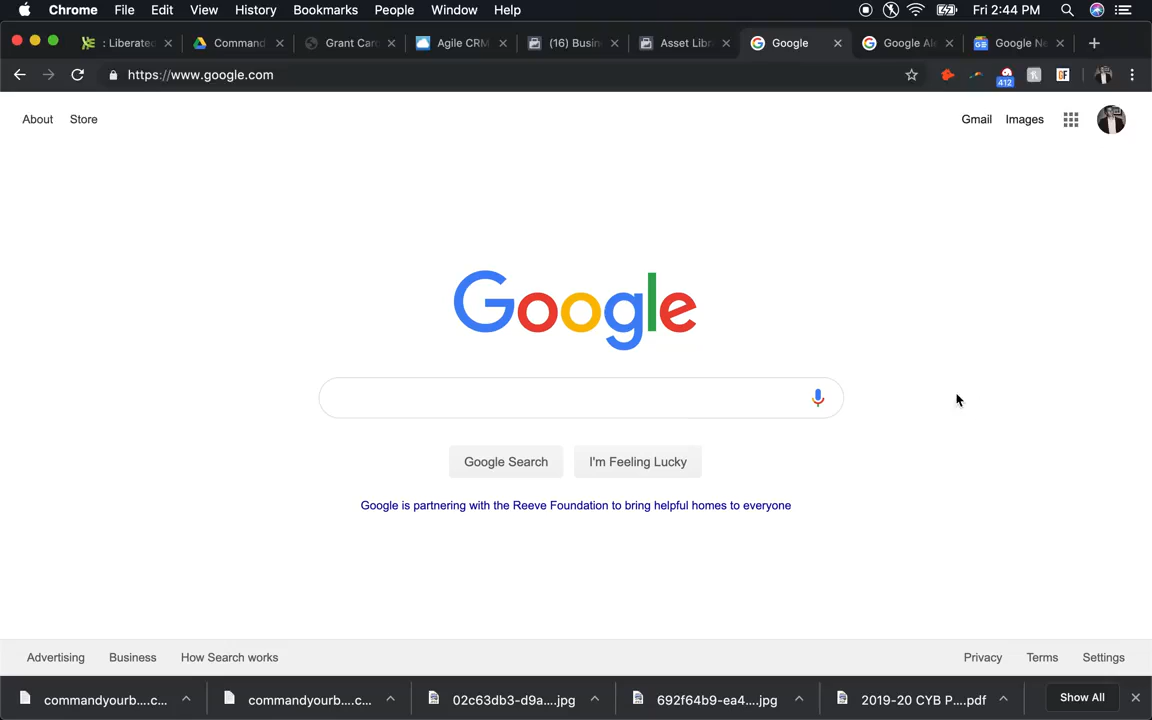 Chrome File Edit View History Bookmarks People Window Help Fri 2:44 PM
: Liberated Command Grant Card Agile CRM (16) Busin Asset Libr Google Google Ale Google Ne
https://www.google.com 412 GF
About Store Gmail Images
Google
Google Search I'm Feeling Lucky
Google is partnering with the Reeve Foundation to bring helpful homes to everyone
Advertising Business How Search works Privacy Terms Settings
commandyourb....c... commandyourb....c... 02c63db3-d9a....jpg 692f64b9-ea4....jpg 2019-20 CYB P....pdf Show All